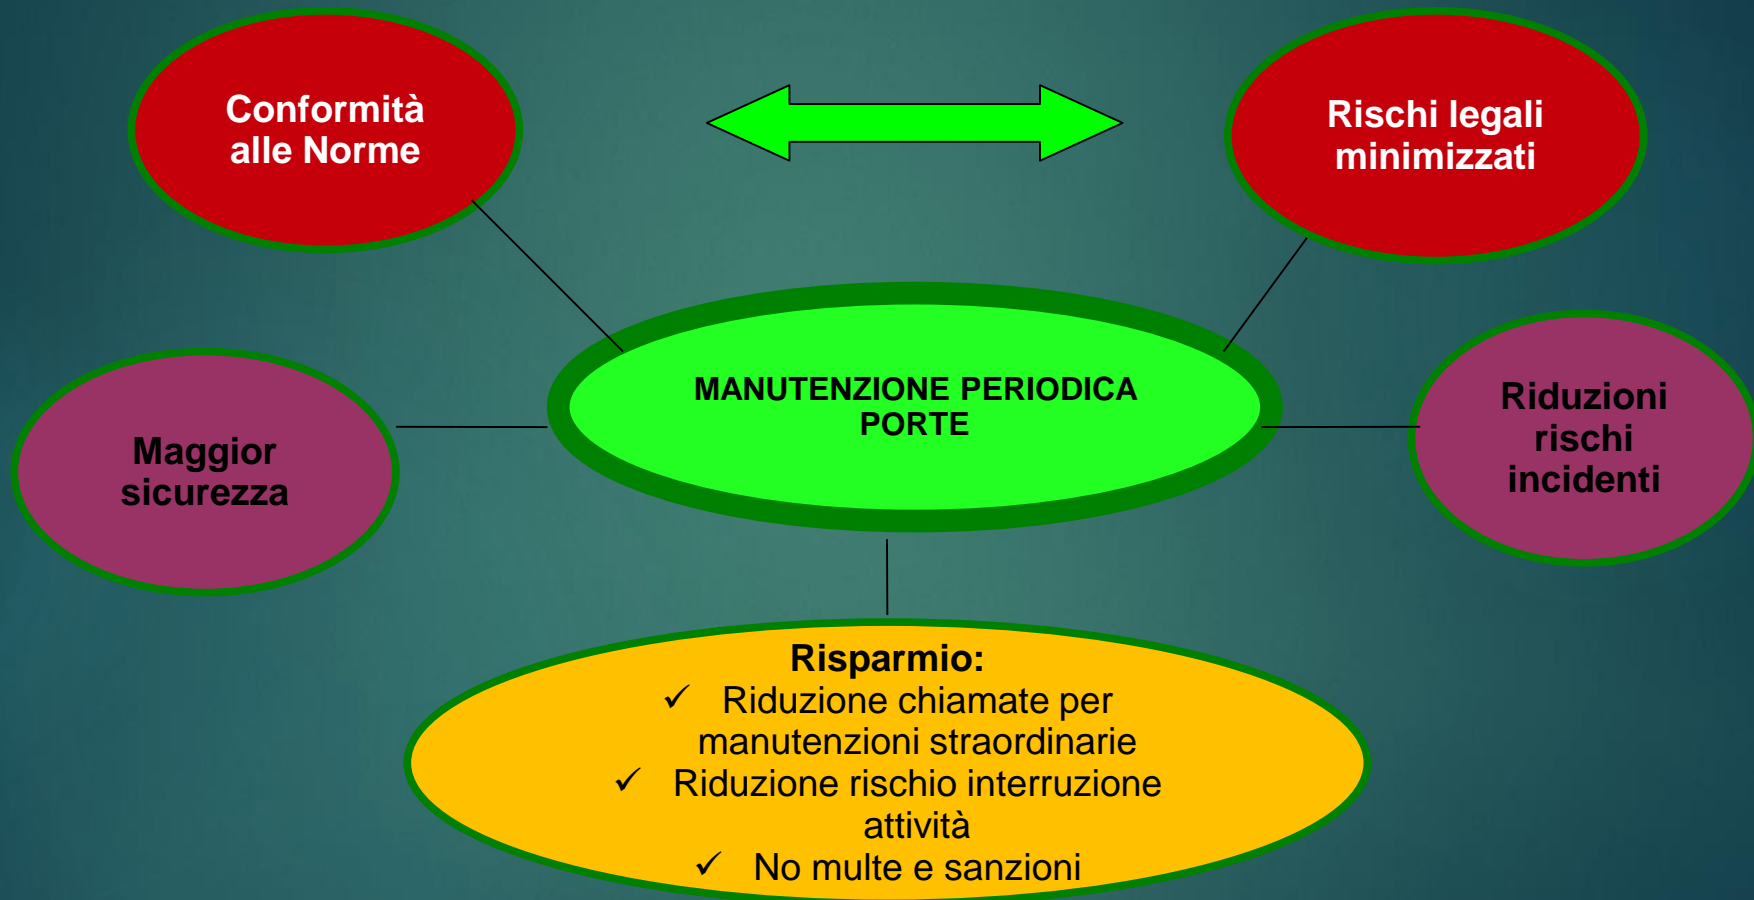 Conformità
alle Norme
Rischi legali
minimizzati
MANUTENZIONE PERIODICA
PORTE
Maggior
sicurezza
Riduzioni
rischi
incidenti
Risparmio:
✓ Riduzione chiamate per
manutenzioni straordinarie
✓ Riduzione rischio interruzione
attività
✓ No multe e sanzioni